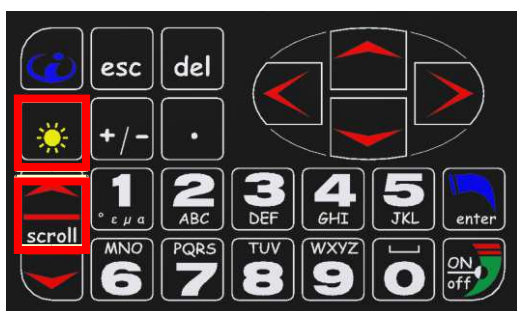 esc del
+/- .
1 2 3 4 5
° ε μ α ABC DEF GHI JKL enter
scroll
MNO PQRS TUV WXYZ
6 7 8 9 0 ON
off